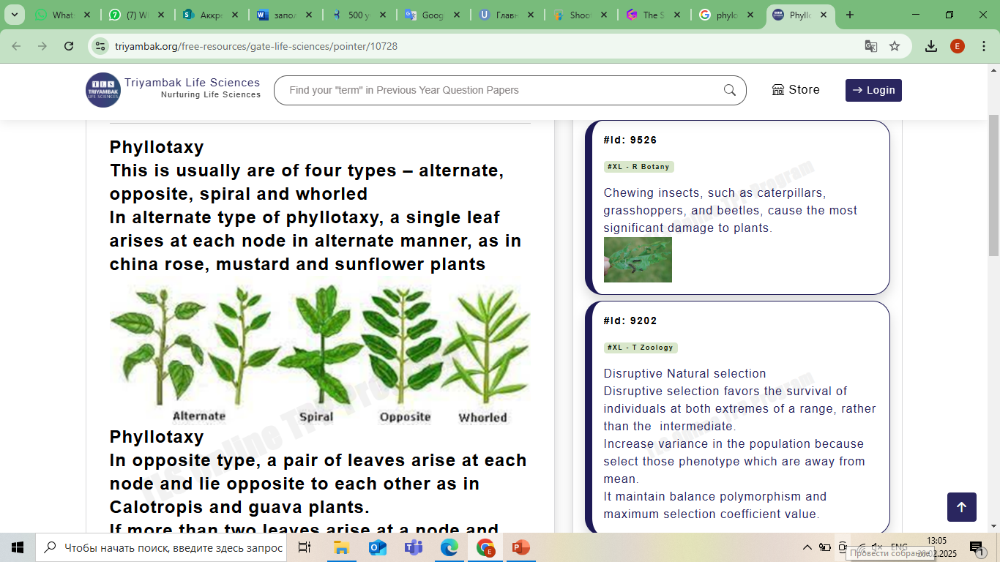 Whats
(7) W
Аккре
запол
500 у
Goog
Главн
Shoo
The S
phylo
Phyllo
triyambak.org/free-resources/gate-life-sciences/pointer/10728
E
TLS
TRIYAMBAK
LIFE SCIENCES
Triyambak Life Sciences
Nurturing Life Sciences
Find your "term" in Previous Year Question Papers
Store
Login
Phyllotaxy
This is usually are of four types – alternate,
opposite, spiral and whorled
In alternate type of phyllotaxy, a single leaf
arises at each node in alternate manner, as in
china rose, mustard and sunflower plants
Alternate Spiral Opposite Whorled
Phyllotaxy
In opposite type, a pair of leaves arise at each
node and lie opposite to each other as in
Calotropis and guava plants.
If more than two leaves arise at a node and
#Id: 9526
#XL - R Botany
Chewing insects, such as caterpillars,
grasshoppers, and beetles, cause the most
significant damage to plants.
#Id: 9202
#XL - T Zoology
Disruptive Natural selection
Disruptive selection favors the survival of
individuals at both extremes of a range, rather
than the intermediate.
Increase variance in the population because
select those phenotype which are away from
mean.
It maintain balance polymorphism and
maximum selection coefficient value.
Чтобы начать поиск, введите здесь запрос
ENG
13:05
Провести собрание
.02.2025
1